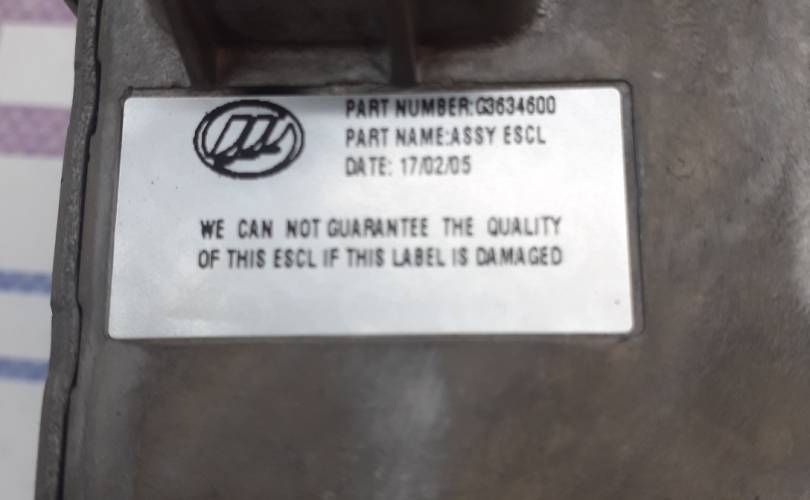 PART NUMBER:G3634600
PART NAME:ASSY ESCL
DATE: 17/02/05
WE CAN NOT GUARANTEE THE QUALITY
OF THIS ESCL IF THIS LABEL IS DAMAGED